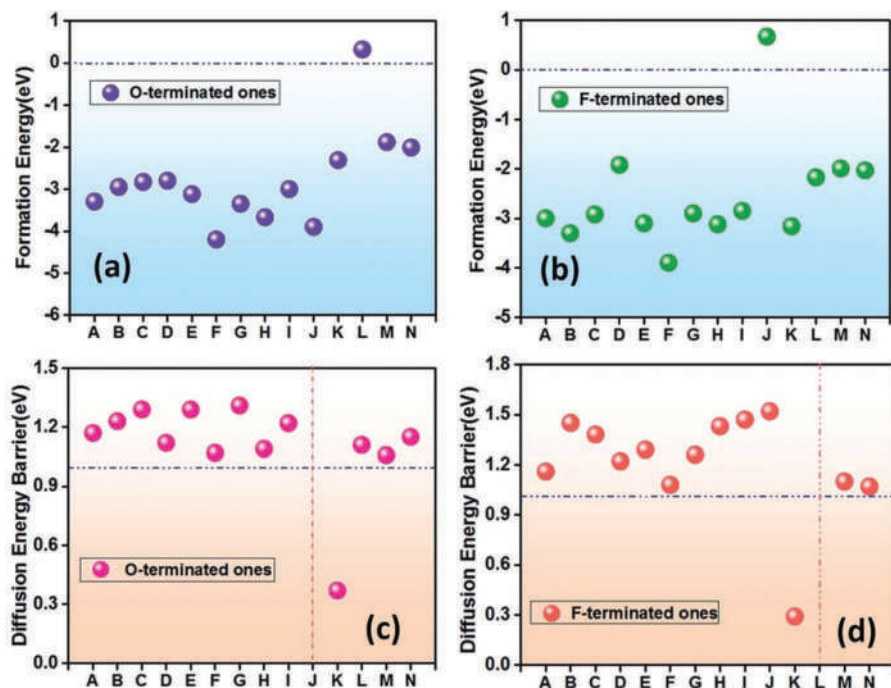 1
0
-1
-2
-3
-4
-5
-6
Formation Energy(eV)
O-terminated ones
(a)
A B C D E F G H I J K L M N
1
0
-1
-2
-3
-4
-5
Formation Energy(eV)
F-terminated ones
(b)
A B C D E F G H I J K L M N
1.5
1.2
0.9
0.6
0.3
0.0
Diffusion Energy Barrier(eV)
O-terminated ones
(c)
A B C D E F G H I J K L M N
1.8
1.5
1.2
0.9
0.6
0.3
0.0
Diffusion Energy Barrier(eV)
F-terminated ones
(d)
A B C D E F G H I J K L M N